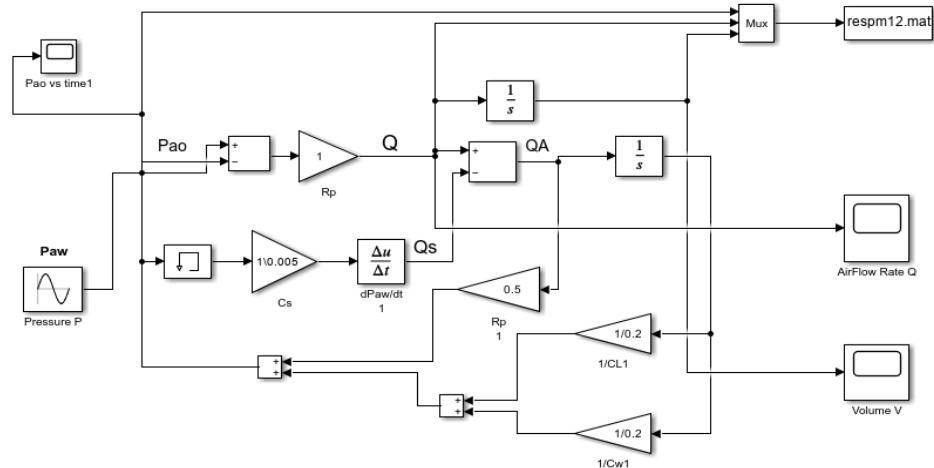 Mux
respm12.mat
Pao vs time1
1
s
Pao
+
−
1
Rp
Q
+
−
QA
1
s
Paw
Pressure P
1\0.005
Cs
Δu
Δt
dPaw/dt
1
Qs
0.5
Rp
1
AirFlow Rate Q
1/0.2
1/CL1
+
+
+
+
Volume V
1/0.2
1/Cw1